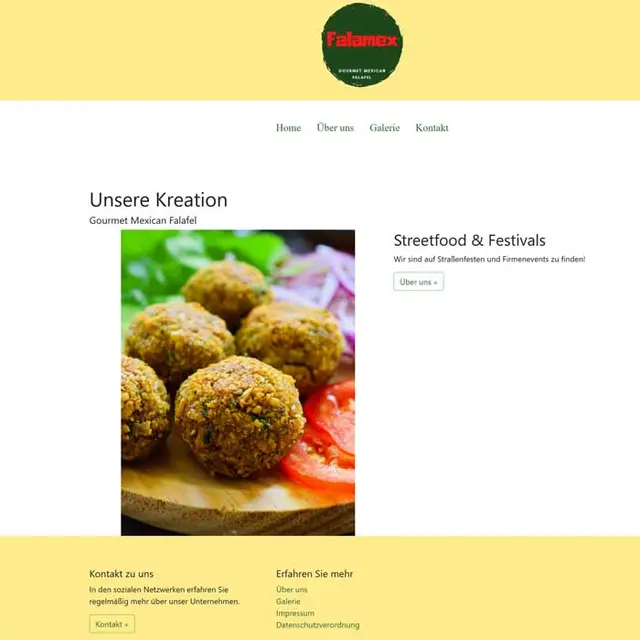 Falamex
GOURMET MEXICAN
FALAFEL
Home Über uns Galerie Kontakt
Unsere Kreation
Gourmet Mexican Falafel
Streetfood & Festivals
Wir sind auf Straßenfesten und Firmenevents zu finden!
Über uns »
Kontakt zu uns
In den sozialen Netzwerken erfahren Sie
regelmäßig mehr über unser Unternehmen.
Kontakt »
Erfahren Sie mehr
Über uns
Galerie
Impressum
Datenschutzverordnung